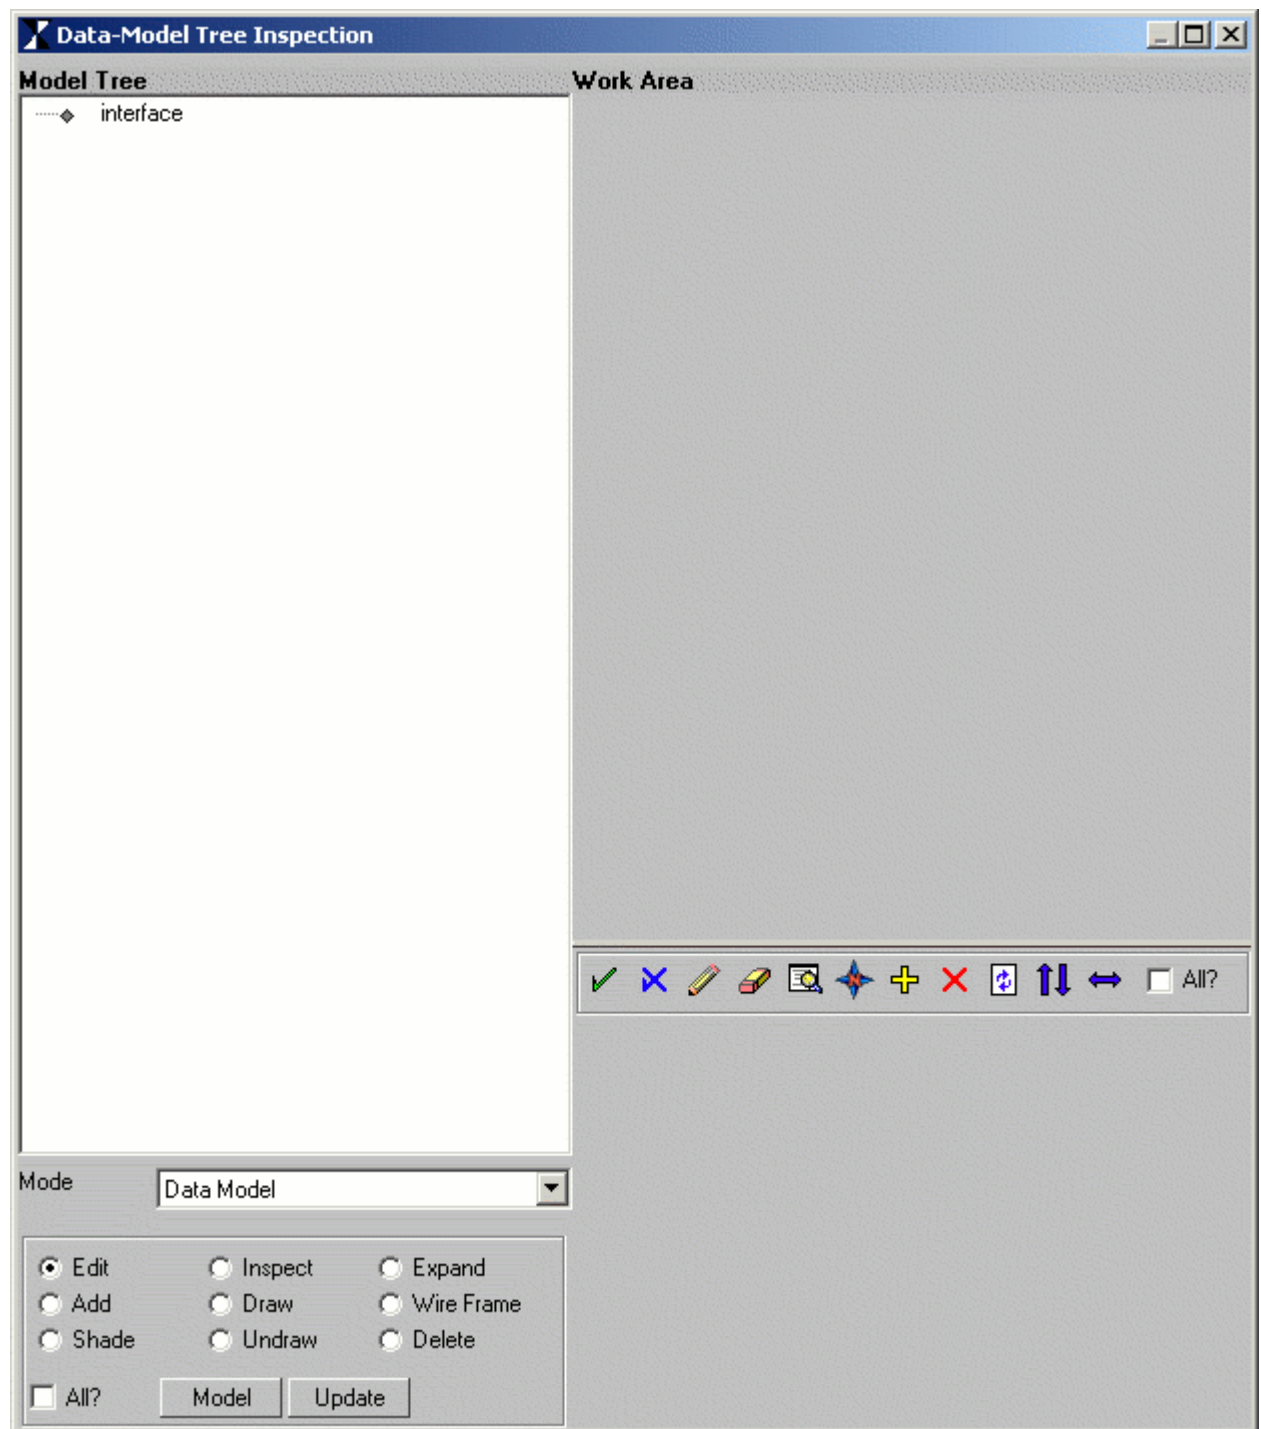 Data-Model Tree Inspection
Model Tree
Work Area
interface
All?
Mode
Data Model
Edit Inspect Expand
Add Draw Wire Frame
Shade Undraw Delete
All? Model Update